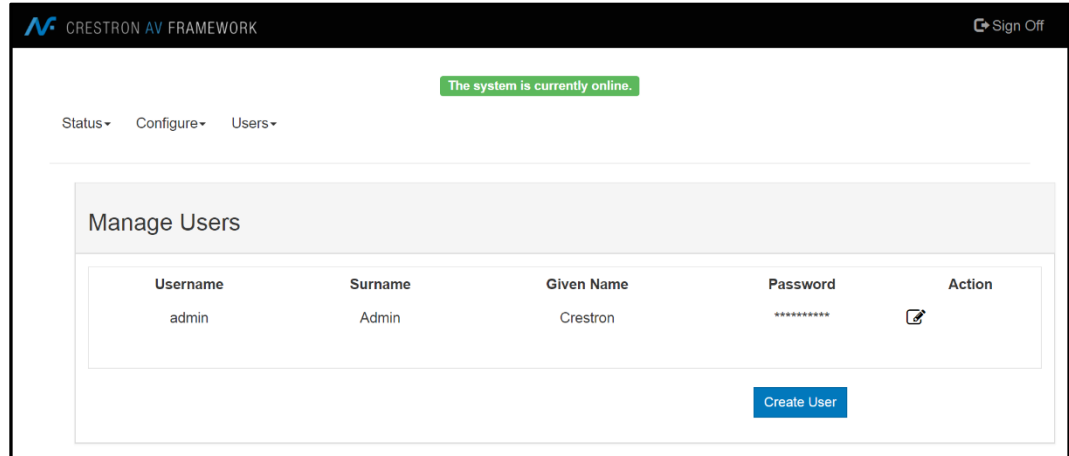 CRESTRON AV FRAMEWORK Sign Off
The system is currently online.
Status Configure Users
Manage Users
Username Surname Given Name Password Action
admin Admin Crestron **********
Create User